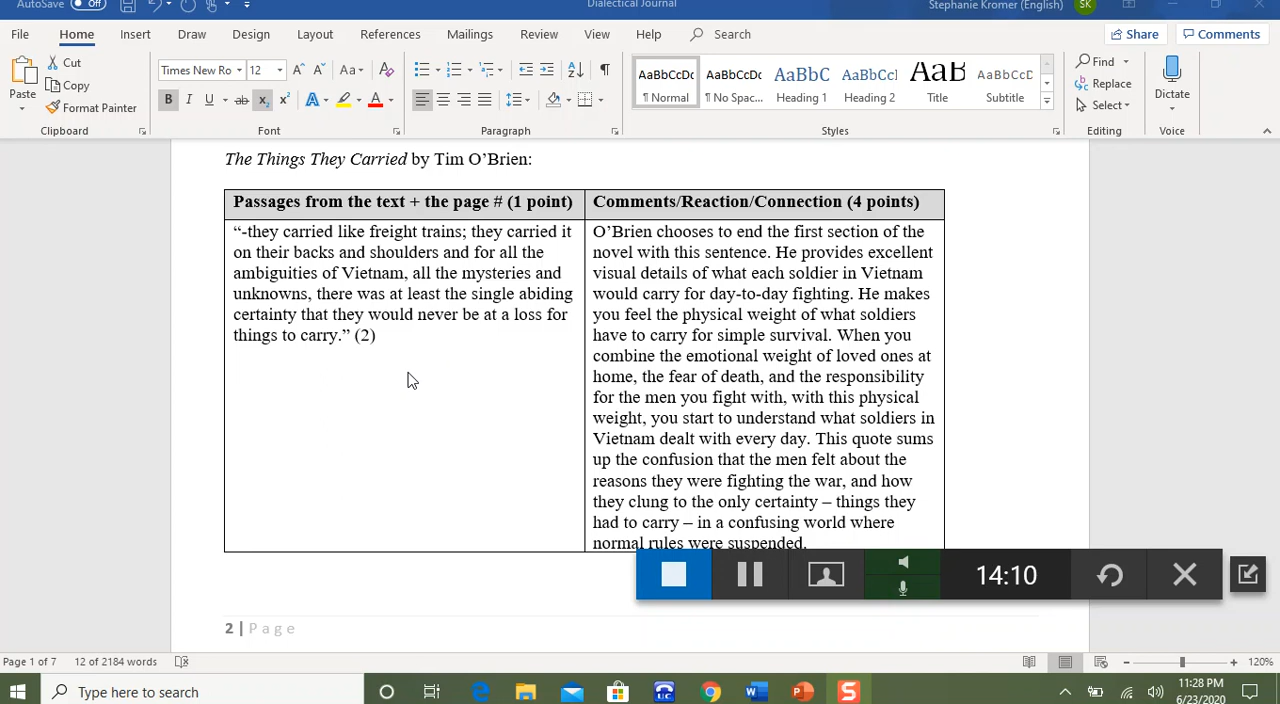 AutoSave Off Dialectical Journal Stephanie Kromer (English) SK
File Home Insert Draw Design Layout References Mailings Review View Help Search Share Comments
Paste Cut Copy Format Painter
Times New Ro 12 Aa
B I U ab x₂ x² A A
AaBbCcDc AaBbCcDc AaBbC AaBbCcI AaB AaBbCcD
¶ Normal ¶ No Spac... Heading 1 Heading 2 Title Subtitle
Find Replace Select Dictate
Clipboard Font Paragraph Styles Editing Voice
The Things They Carried by Tim O’Brien:
Passages from the text + the page # (1 point)
“-they carried like freight trains; they carried it
on their backs and shoulders and for all the
ambiguities of Vietnam, all the mysteries and
unknowns, there was at least the single abiding
certainty that they would never be at a loss for
things to carry.” (2)
Comments/Reaction/Connection (4 points)
O’Brien chooses to end the first section of the
novel with this sentence. He provides excellent
visual details of what each soldier in Vietnam
would carry for day-to-day fighting. He makes
you feel the physical weight of what soldiers
have to carry for simple survival. When you
combine the emotional weight of loved ones at
home, the fear of death, and the responsibility
for the men you fight with, with this physical
weight, you start to understand what soldiers in
Vietnam dealt with every day. This quote sums
up the confusion that the men felt about the
reasons they were fighting the war, and how
they clung to the only certainty – things they
had to carry – in a confusing world where
normal rules were suspended.
14:10
2 | Page
Page 1 of 7 12 of 2184 words 120%
Type here to search
11:28 PM
6/23/2020